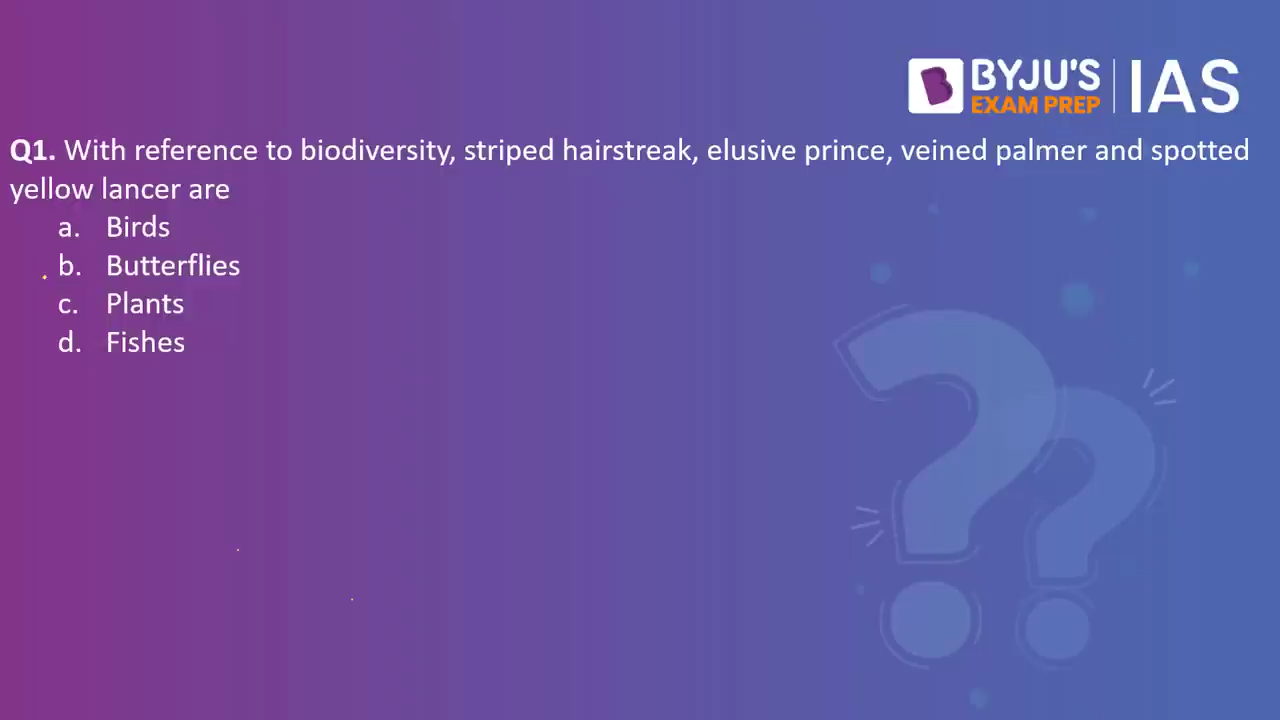 BYJU'S
EXAM PREP
IAS
Q1. With reference to biodiversity, striped hairstreak, elusive prince, veined palmer and spotted
yellow lancer are
a. Birds
b. Butterflies
c. Plants
d. Fishes